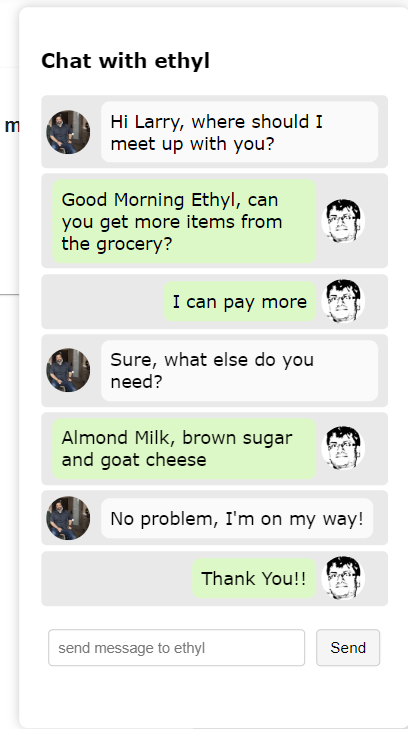 Chat with ethyl
m
Hi Larry, where should I
meet up with you?
Good Morning Ethyl, can
you get more items from
the grocery?
I can pay more
Sure, what else do you
need?
Almond Milk, brown sugar
and goat cheese
No problem, I'm on my way!
Thank You!!
send message to ethyl
Send